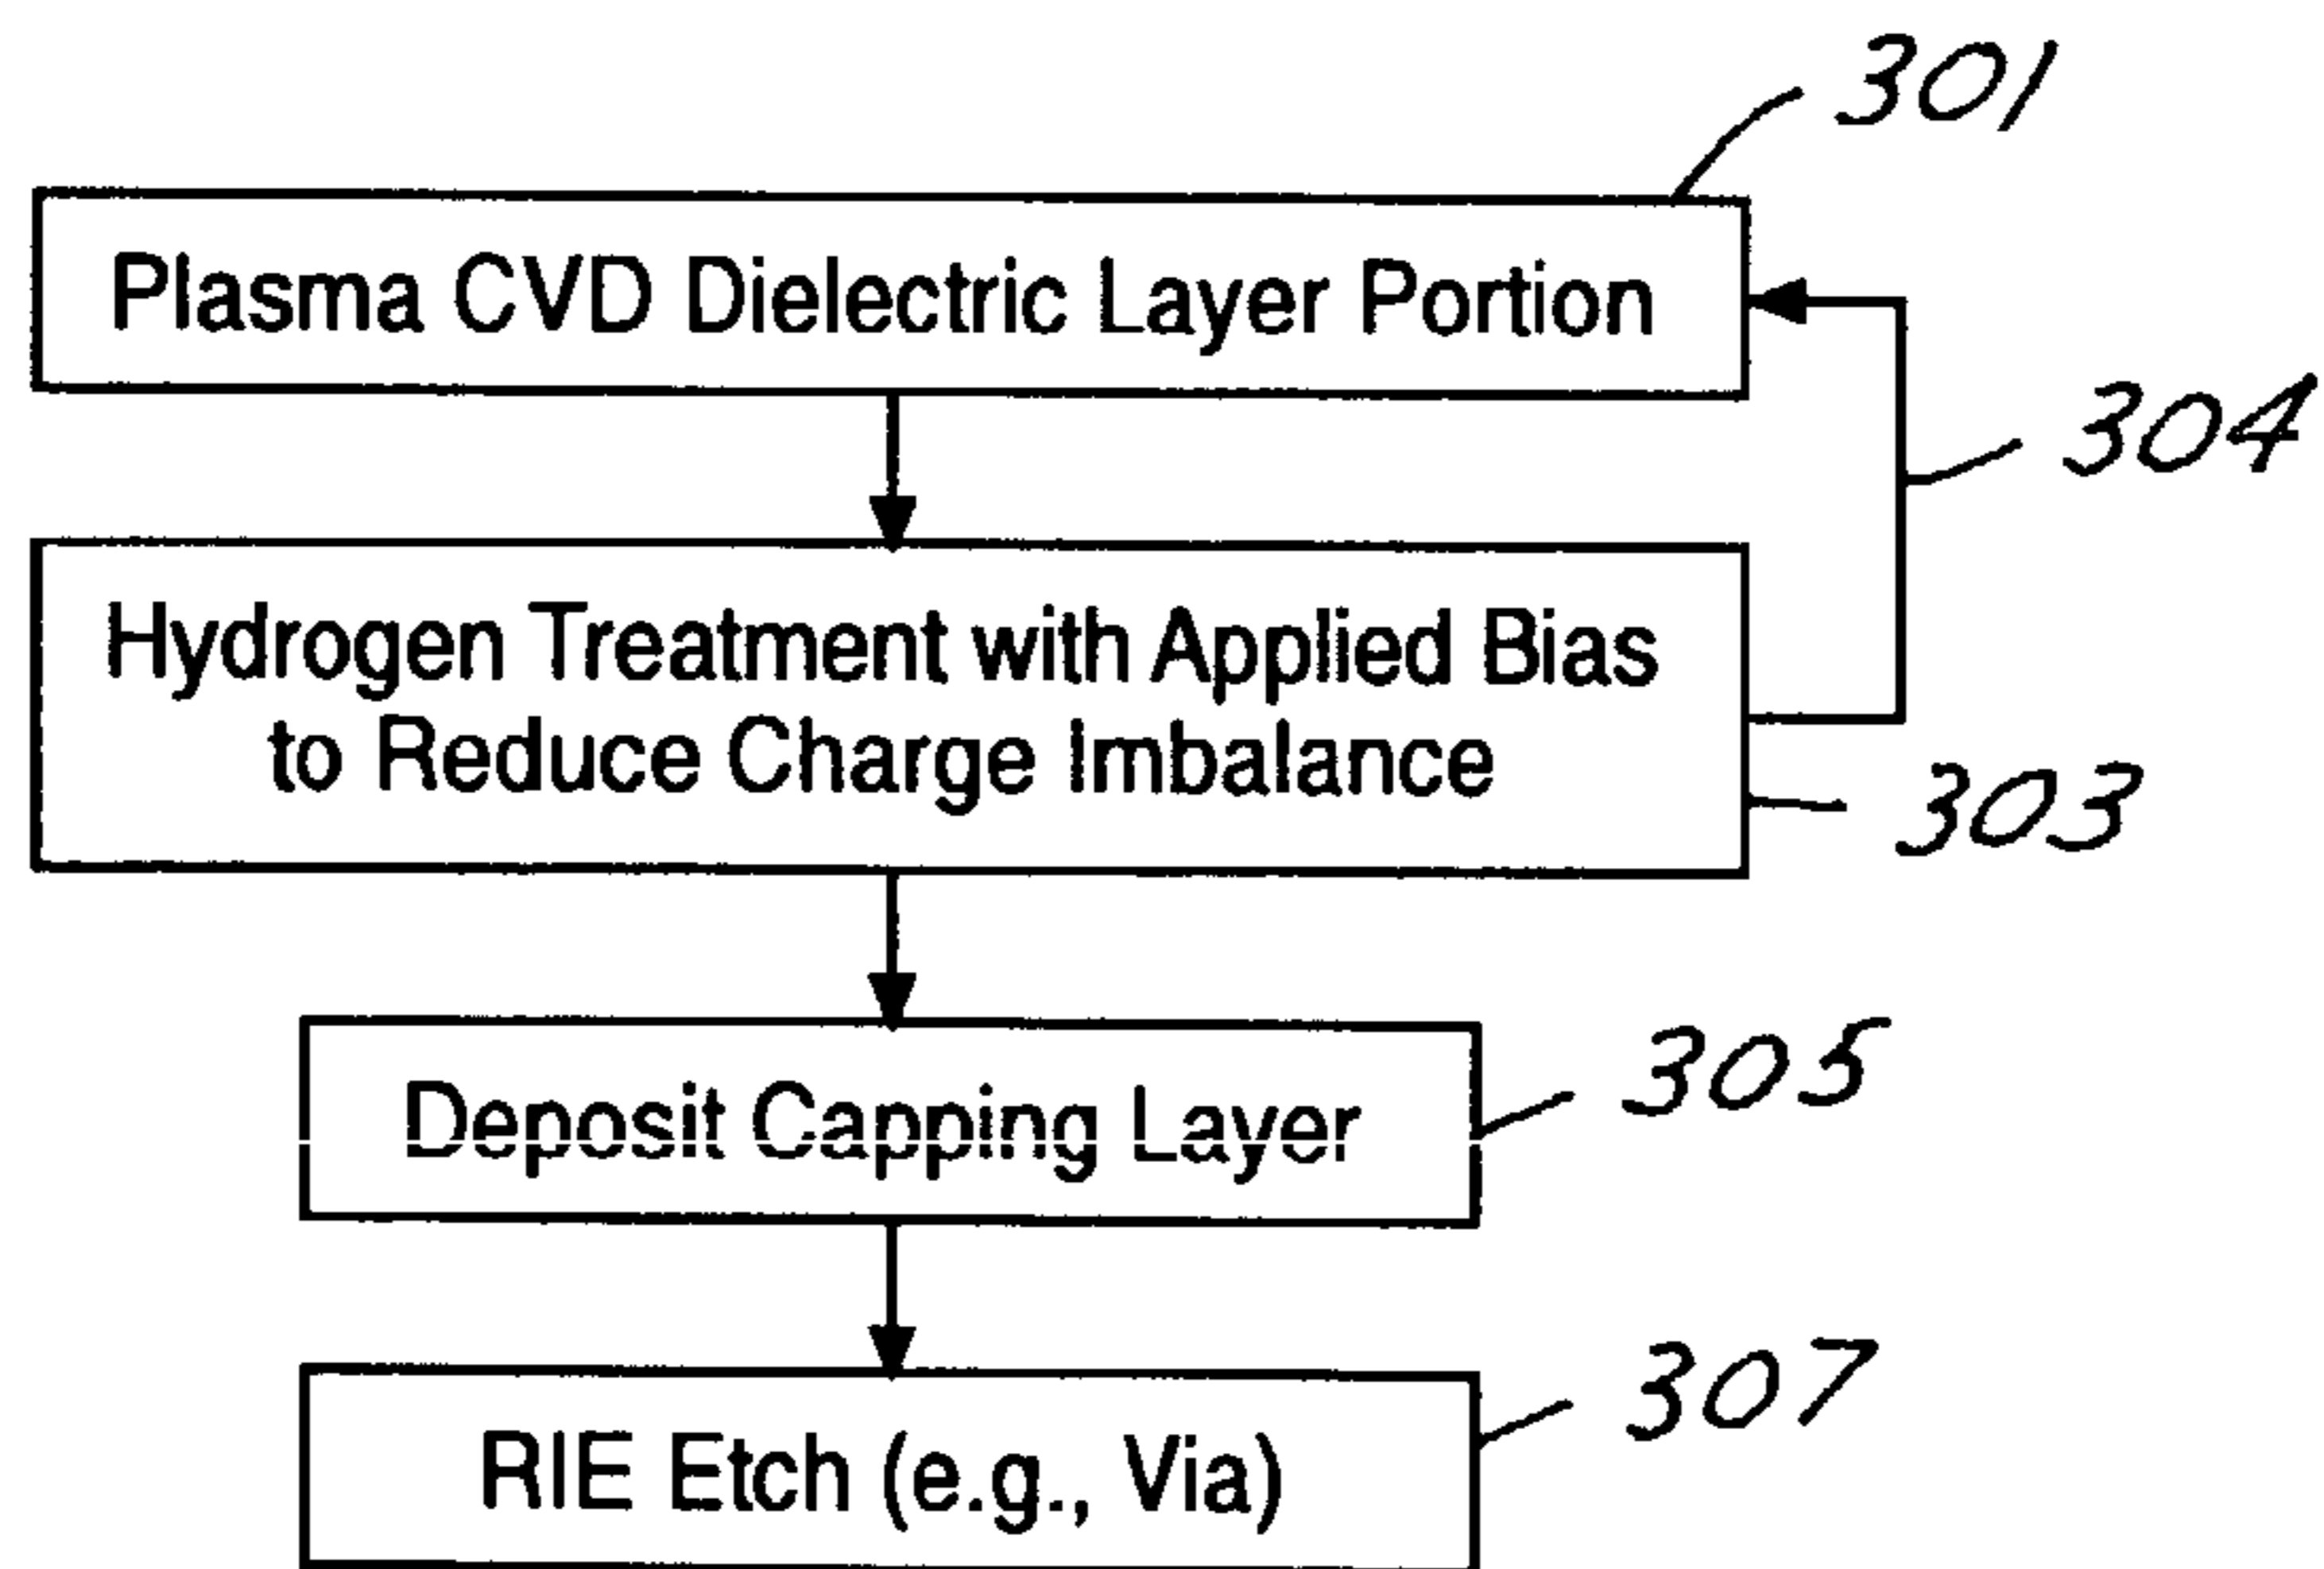 301
Plasma CVD Dielectric Layer Portion
304
Hydrogen Treatment with Applied Bias
to Reduce Charge Imbalance
303
Deposit Capping Layer
305
RIE Etch (e.g., Via)
307